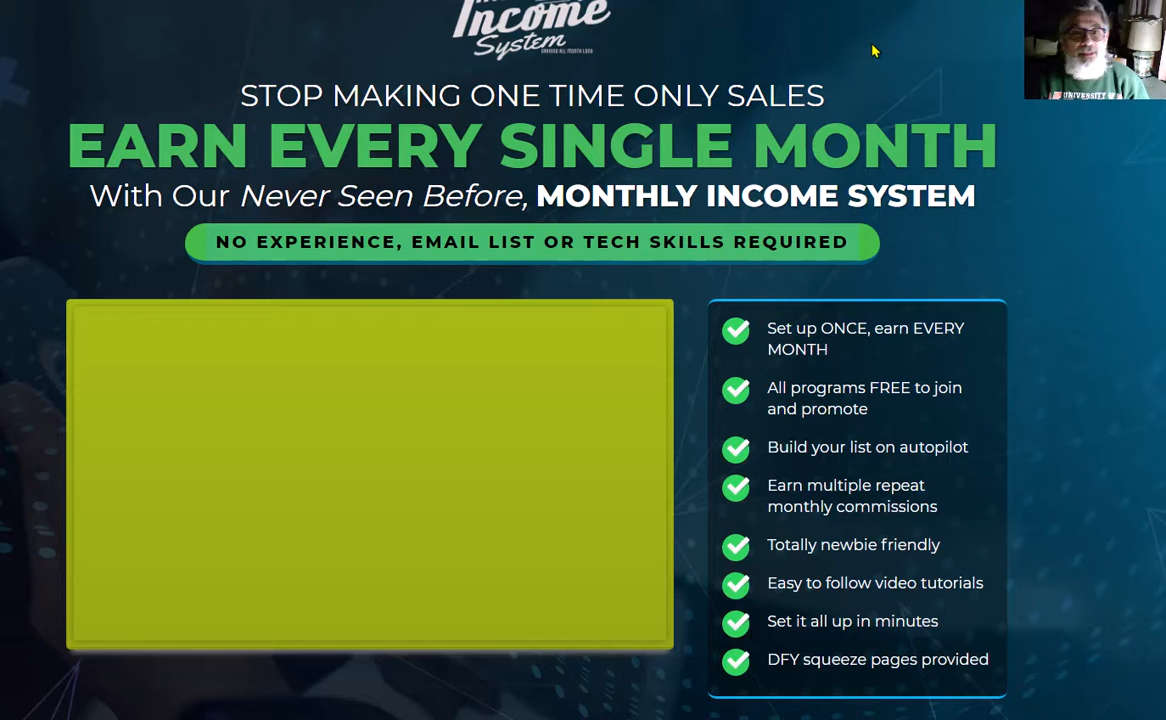 Income
System
STOP MAKING ONE TIME ONLY SALES
EARN EVERY SINGLE MONTH
With Our Never Seen Before, MONTHLY INCOME SYSTEM
NO EXPERIENCE, EMAIL LIST OR TECH SKILLS REQUIRED
Set up ONCE, earn EVERY
MONTH
All programs FREE to join
and promote
Build your list on autopilot
Earn multiple repeat
monthly commissions
Totally newbie friendly
Easy to follow video tutorials
Set it all up in minutes
DFY squeeze pages provided
UNIVERSITY OF